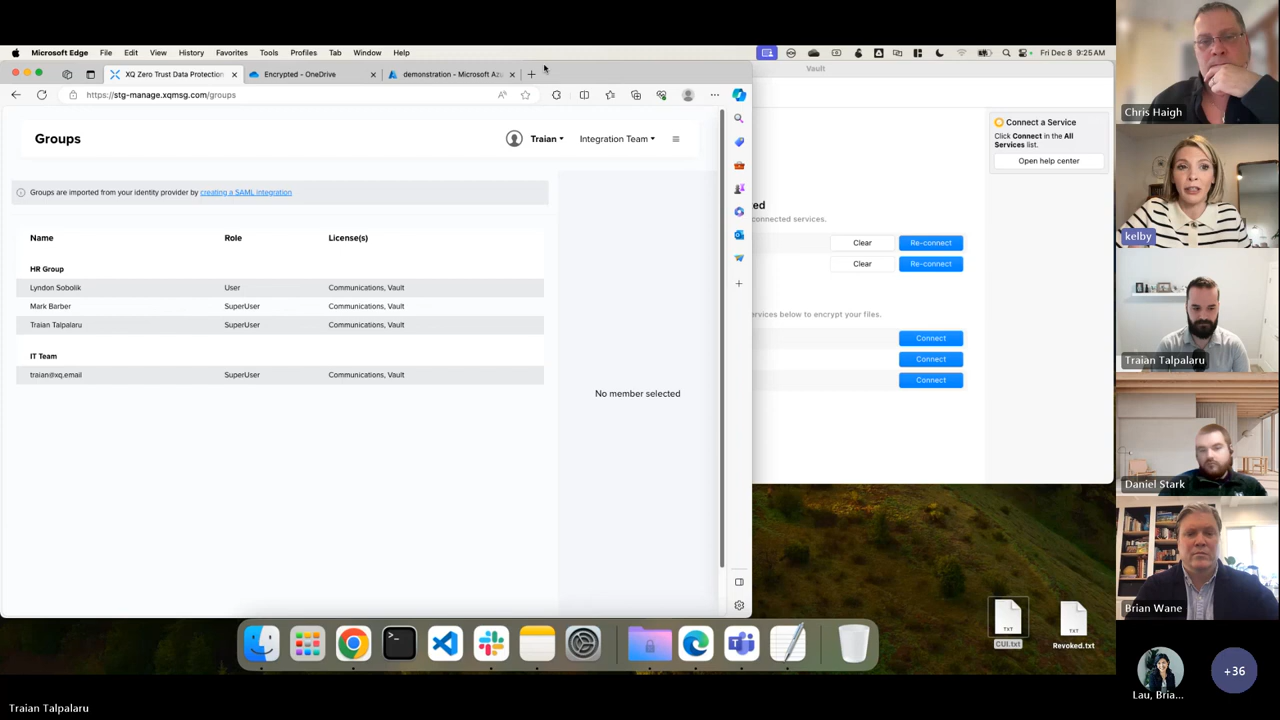 Microsoft Edge File Edit View History Favorites Tools Profiles Tab Window Help
Fri Dec 8 9:25 AM
XQ Zero Trust Data Protection
Encrypted - OneDrive
demonstration - Microsoft Az
Vault
https://stg-manage.xqmsg.com/groups
Groups
Traian
Integration Team
Groups are imported from your identity provider by creating a SAML integration
Name Role License(s)
HR Group
Lyndon Sobolik User Communications, Vault
Mark Barber SuperUser Communications, Vault
Traian Talpalaru SuperUser Communications, Vault
IT Team
traian@xq.email SuperUser Communications, Vault
No member selected
Connect a Service
Click Connect in the All
Services list.
Open help center
ed
connected services.
Clear Re-connect
Clear Re-connect
ervices below to encrypt your files.
Connect
Connect
Connect
TXT
CUI.txt
TXT
Revoked.txt
Chris Haigh
kelby
Traian Talpalaru
Daniel Stark
Brian Wane
Lau, Bria...
+36
Traian Talpalaru